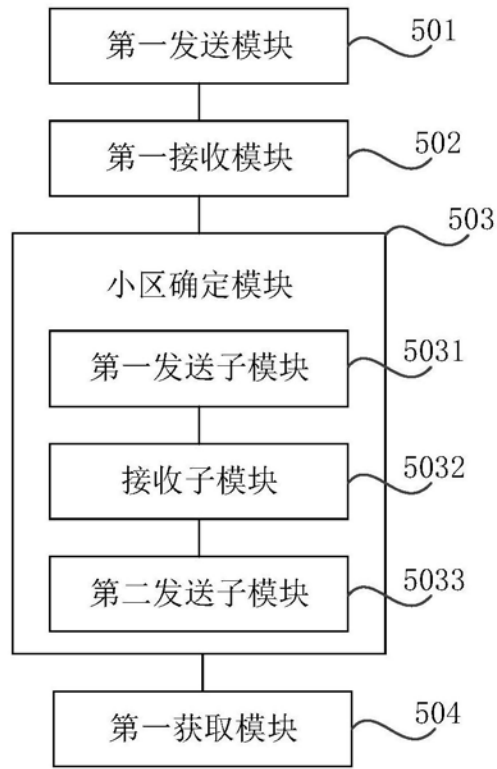 第一发送模块
501
第一接收模块
502
503
小区确定模块
第一发送子模块
5031
接收子模块
5032
第二发送子模块
5033
第一获取模块
504